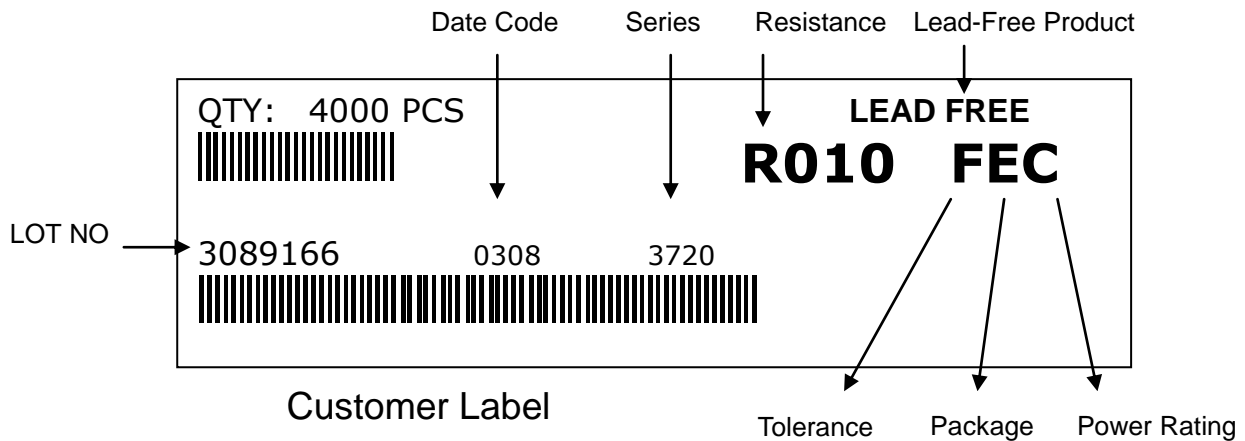 Date Code Series Resistance Lead-Free Product
QTY: 4000 PCS LEAD FREE
R010 FEC
LOT NO 3089166 0308 3720
Customer Label
Tolerance Package Power Rating